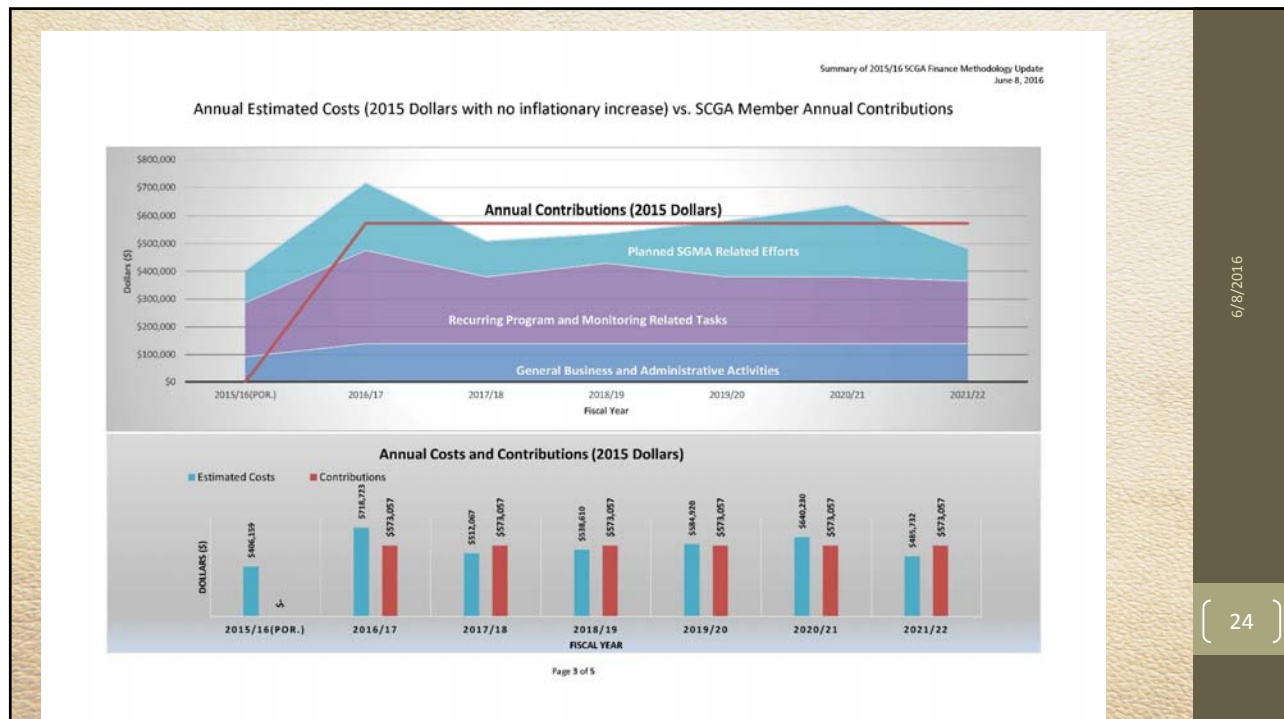 Summary of 2015/16 SCGA Finance Methodology Update
June 8, 2016
Annual Estimated Costs (2015 Dollars with no inflationary increase) vs. SCGA Member Annual Contributions
$800,000
$700,000
$600,000
$500,000
$400,000
$300,000
$200,000
$100,000
$0
Dollars ($)
Annual Contributions (2015 Dollars)
Planned SGMA Related Efforts
Recurring Program and Monitoring Related Tasks
General Business and Administrative Activities
2015/16(POR.) 2016/17 2017/18 2018/19 2019/20 2020/21 2021/22
Fiscal Year
Annual Costs and Contributions (2015 Dollars)
Estimated Costs Contributions
DOLLARS ($)
$406,159 $- $718,723 $573,057 $512,067 $573,057 $538,610 $573,057 $584,920 $573,057 $640,230 $573,057 $485,732 $573,057
2015/16(POR.) 2016/17 2017/18 2018/19 2019/20 2020/21 2021/22
FISCAL YEAR
Page 3 of 5
6/8/2016
24